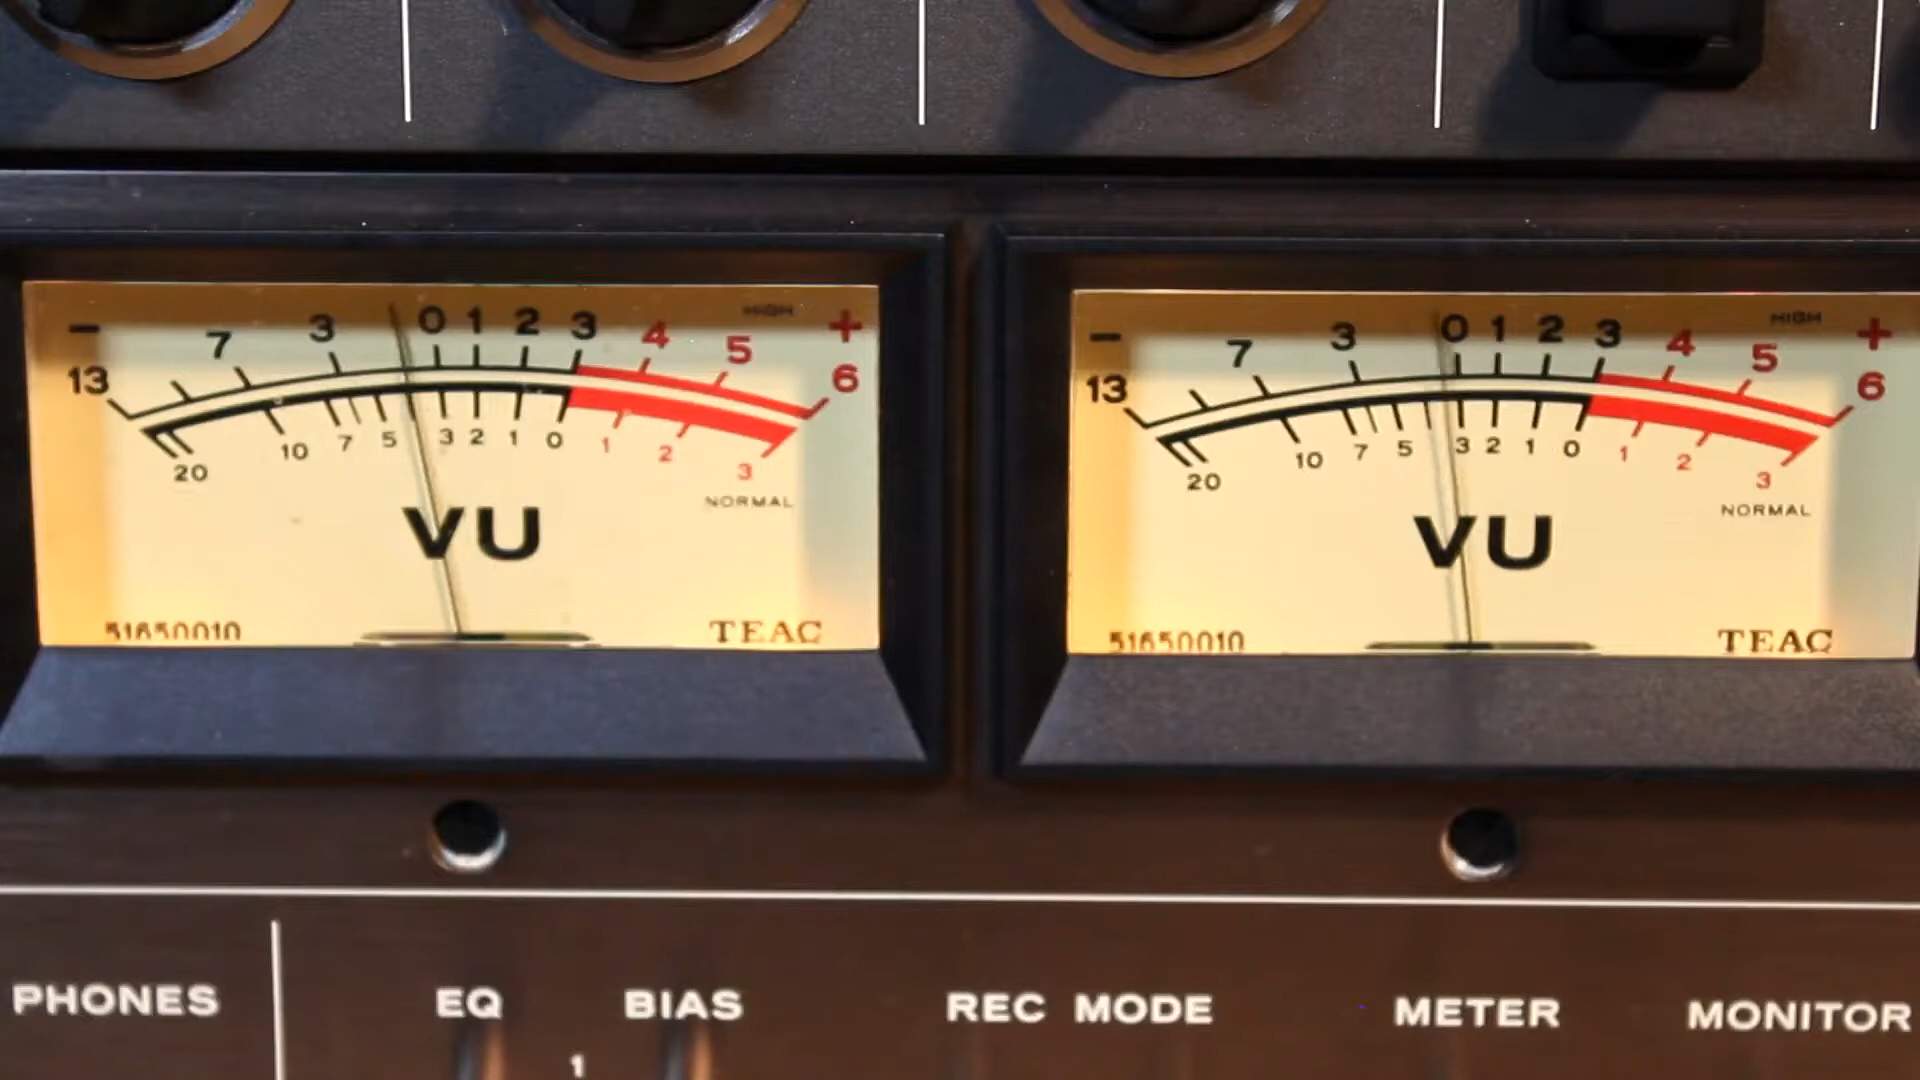 − 7 3 0 1 2 3 4 5 HIGH +
13 6
20 10 7 5 3 2 1 0 1 2 3
NORMAL
VU
51650010 TEAC
− 7 3 0 1 2 3 4 5 HIGH +
13 6
20 10 7 5 3 2 1 0 1 2 3
NORMAL
VU
51650010 TEAC
PHONES EQ BIAS REC MODE METER MONITOR
1